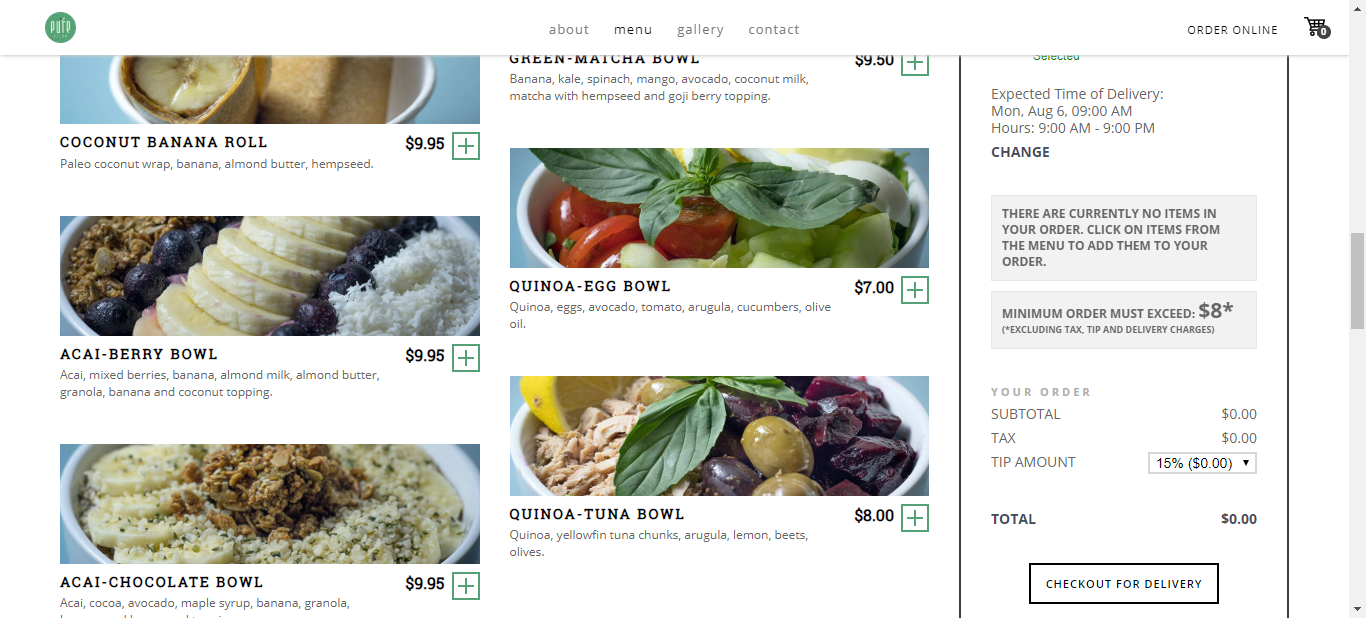 pure
about
menu
gallery
contact
ORDER ONLINE
0
COCONUT BANANA ROLL
$9.95
Paleo coconut wrap, banana, almond butter, hempseed.
ACAI-BERRY BOWL
$9.95
Acai, mixed berries, banana, almond milk, almond butter,
granola, banana and coconut topping.
ACAI-CHOCOLATE BOWL
$9.95
Acai, cocoa, avocado, maple syrup, banana, granola,
GREEN-MATCHA BOWL
$9.50
Banana, kale, spinach, mango, avocado, coconut milk,
matcha with hempseed and goji berry topping.
QUINOA-EGG BOWL
$7.00
Quinoa, eggs, avocado, tomato, arugula, cucumbers, olive
oil.
QUINOA-TUNA BOWL
$8.00
Quinoa, yellowfin tuna chunks, arugula, lemon, beets,
olives.
Selected
Expected Time of Delivery:
Mon, Aug 6, 09:00 AM
Hours: 9:00 AM - 9:00 PM
CHANGE
THERE ARE CURRENTLY NO ITEMS IN
YOUR ORDER. CLICK ON ITEMS FROM
THE MENU TO ADD THEM TO YOUR
ORDER.
MINIMUM ORDER MUST EXCEED: $8*
(*EXCLUDING TAX, TIP AND DELIVERY CHARGES)
YOUR ORDER
SUBTOTAL $0.00
TAX $0.00
TIP AMOUNT 15% ($0.00)
TOTAL $0.00
CHECKOUT FOR DELIVERY